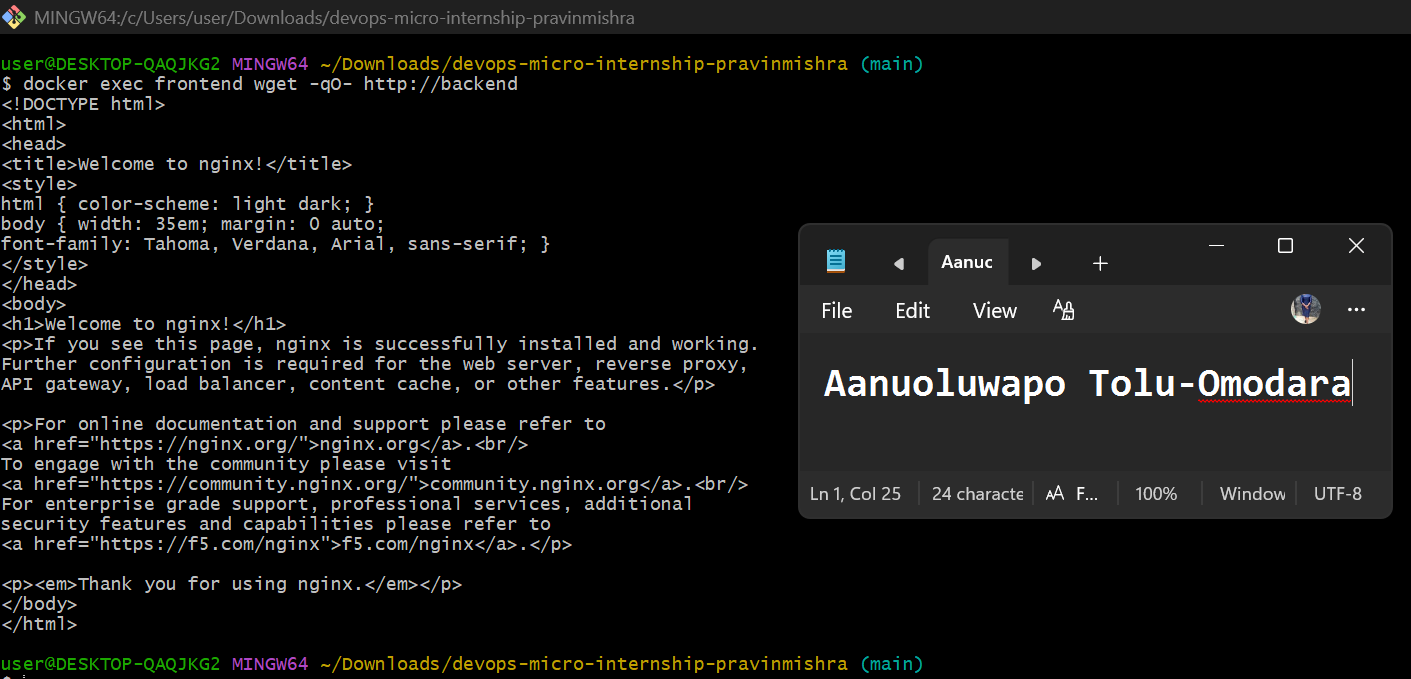 MINGW64:/c/Users/user/Downloads/devops-micro-internship-pravinmishra
user@DESKTOP-QAQJKG2 MINGW64 ~/Downloads/devops-micro-internship-pravinmishra (main)
$ docker exec frontend wget -qO- http://backend
<!DOCTYPE html>
<html>
<head>
<title>Welcome to nginx!</title>
<style>
html { color-scheme: light dark; }
body { width: 35em; margin: 0 auto;
font-family: Tahoma, Verdana, Arial, sans-serif; }
</style>
</head>
<body>
<h1>Welcome to nginx!</h1>
<p>If you see this page, nginx is successfully installed and working.
Further configuration is required for the web server, reverse proxy,
API gateway, load balancer, content cache, or other features.</p>
<p>For online documentation and support please refer to
<a href="https://nginx.org/">nginx.org</a>.<br/>
To engage with the community please visit
<a href="https://community.nginx.org/">community.nginx.org</a>.<br/>
For enterprise grade support, professional services, additional
security features and capabilities please refer to
<a href="https://f5.com/nginx">f5.com/nginx</a>.</p>
<p><em>Thank you for using nginx.</em></p>
</body>
</html>
user@DESKTOP-QAQJKG2 MINGW64 ~/Downloads/devops-micro-internship-pravinmishra (main)
Aanuc
File Edit View
Aanuoluwapo Tolu-Omodara
Ln 1, Col 25 24 characte F... 100% Window UTF-8